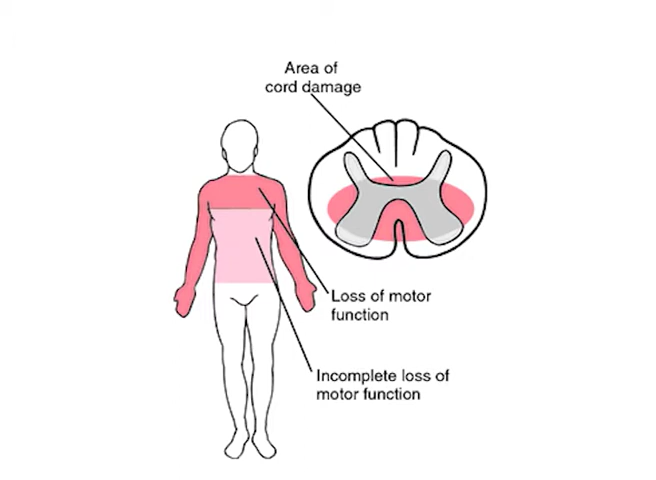 Area of
cord damage
Loss of motor
function
Incomplete loss of
motor function